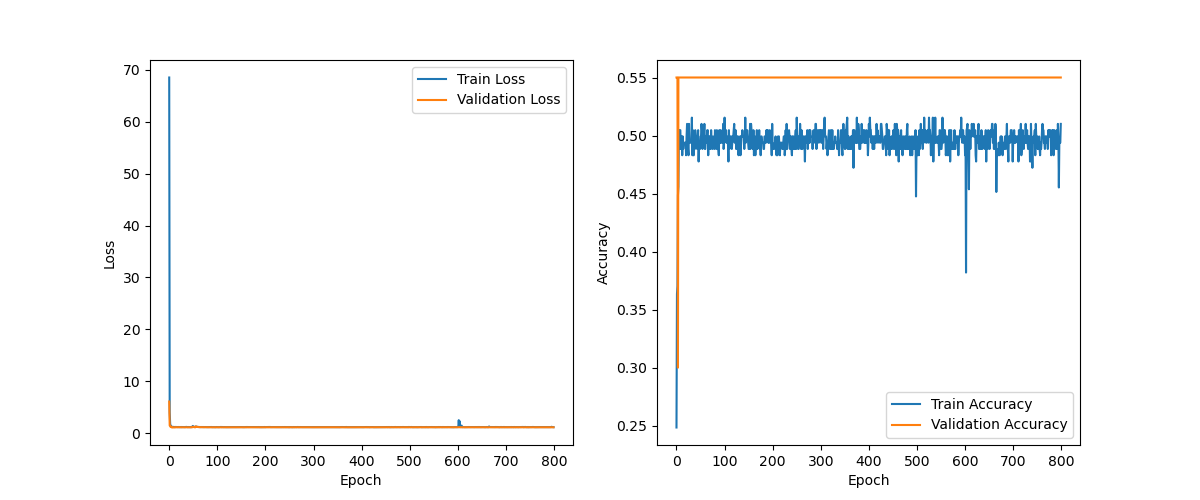 70
60
50
40
30
20
10
0
Loss
0 100 200 300 400 500 600 700 800
Epoch
Train Loss
Validation Loss
0.55
0.50
0.45
0.40
0.35
0.30
0.25
Accuracy
0 100 200 300 400 500 600 700 800
Epoch
Train Accuracy
Validation Accuracy